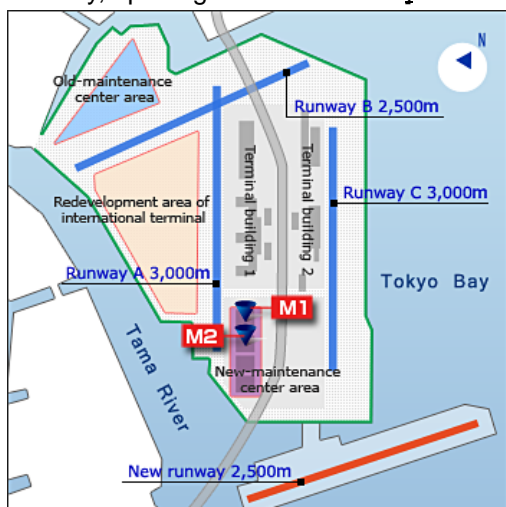 N
Old-maintenance
center area
Runway B 2,500m
Terminal building 1
Terminal building 2
Runway C 3,000m
Redevelopment area of
international terminal
Runway A 3,000m
Tokyo Bay
M1
M2
Tama River
New-maintenance
center area
New runway 2,500m